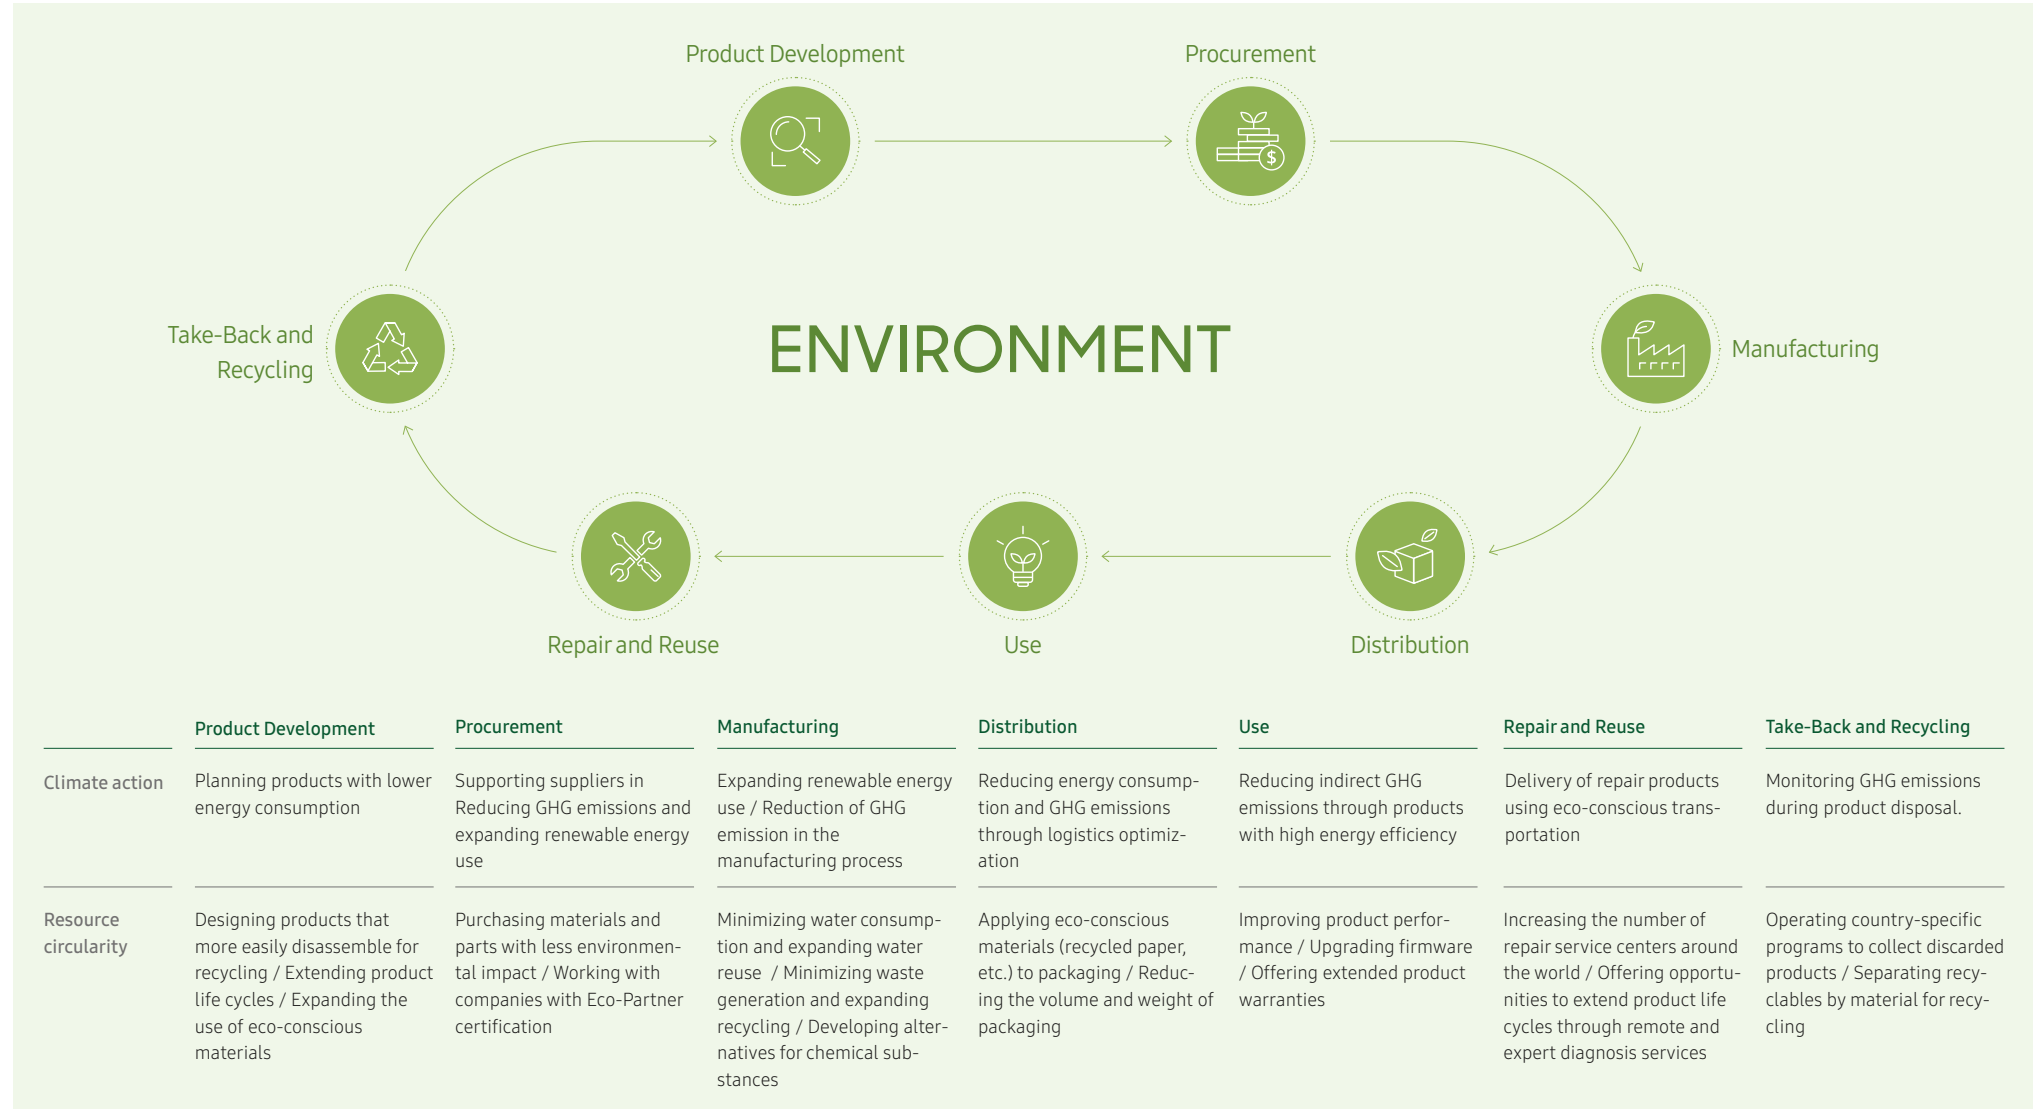 Product Development
Procurement
Take-Back and
Recycling
ENVIRONMENT
Manufacturing
$
Repair and Reuse
Use
Distribution
Product Development
Procurement
Manufacturing
Distribution
Use
Repair and Reuse
Take-Back and Recycling
Climate action
Planning products with lower
energy consumption
Supporting suppliers in
Reducing GHG emissions and
expanding renewable energy
use
Expanding renewable energy
use / Reduction of GHG
emission in the
manufacturing process
Reducing energy consump-
tion and GHG emissions
through logistics optimiz-
ation
Reducing indirect GHG
emissions through products
with high energy efficiency
Delivery of repair products
using eco-conscious trans-
portation
Monitoring GHG emissions
during product disposal.
Resource
circularity
Designing products that
more easily disassemble for
recycling / Extending product
life cycles / Expanding the
use of eco-conscious
materials
Purchasing materials and
parts with less environmen-
tal impact / Working with
companies with Eco-Partner
certification
Minimizing water consump-
tion and expanding water
reuse / Minimizing waste
generation and expanding
recycling / Developing alter-
natives for chemical sub-
stances
Applying eco-conscious
materials (recycled paper,
etc.) to packaging / Reduc-
ing the volume and weight of
packaging
Improving product perfor-
mance / Upgrading firmware
/ Offering extended product
warranties
Increasing the number of
repair service centers around
the world / Offering opportu-
nities to extend product life
cycles through remote and
expert diagnosis services
Operating country-specific
programs to collect discarded
products / Separating recy-
clables by material for recy-
cling